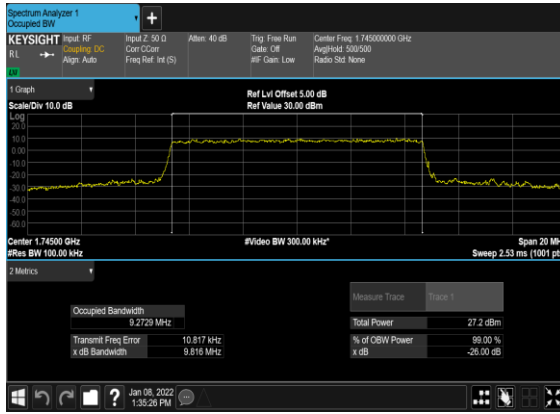 Spectrum Analyzer 1
Occupied BW
+
KEYSIGHT Input: RF Input Z: 50 Ω Atten: 40 dB Trig: Free Run Center Freq: 1.745000000 GHz
RL Coupling: DC Corr CCorr Gate: Off Avg|Hold: 500/500
Align: Auto Freq Ref: Int (S) #IF Gain: Low Radio Std: None
LXI
1 Graph
Ref Lvl Offset 5.00 dB
Scale/Div 10.0 dB Ref Value 30.00 dBm
Log
20.0
10.0
0.00
-10.0
-20.0
-30.0
-40.0
-50.0
-60.0
Center 1.74500 GHz #Video BW 300.00 kHz* Span 20 MH
#Res BW 100.00 kHz Sweep 2.53 ms (1001 pt
2 Metrics
Measure Trace Trace 1
Occupied Bandwidth
9.2729 MHz
Total Power 27.2 dBm
Transmit Freq Error 10.817 kHz % of OBW Power 99.00 %
x dB Bandwidth 9.816 MHz x dB -26.00 dB
? Jan 08, 2022
1:35:26 PM